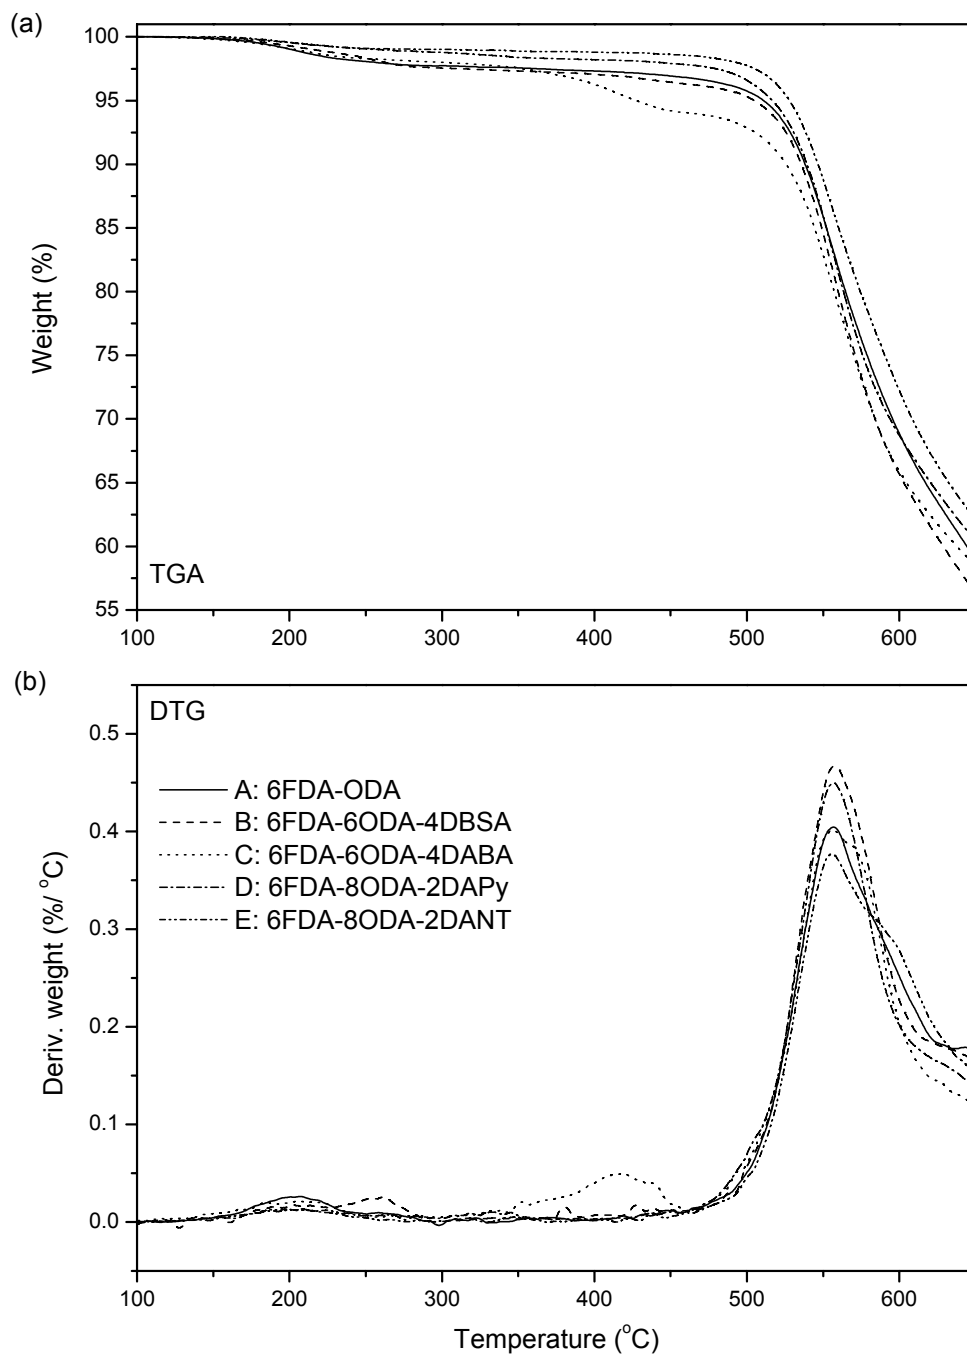 (a)
100
95
90
85
80
75
70
65
60
55
Weight (%)
TGA
100 200 300 400 500 600
(b)
DTG
0.5
0.4
0.3
0.2
0.1
0.0
Deriv. weight (%/ °C)
A: 6FDA-ODA
B: 6FDA-6ODA-4DBSA
C: 6FDA-6ODA-4DABA
D: 6FDA-8ODA-2DAPy
E: 6FDA-8ODA-2DANT
100 200 300 400 500 600
Temperature (°C)